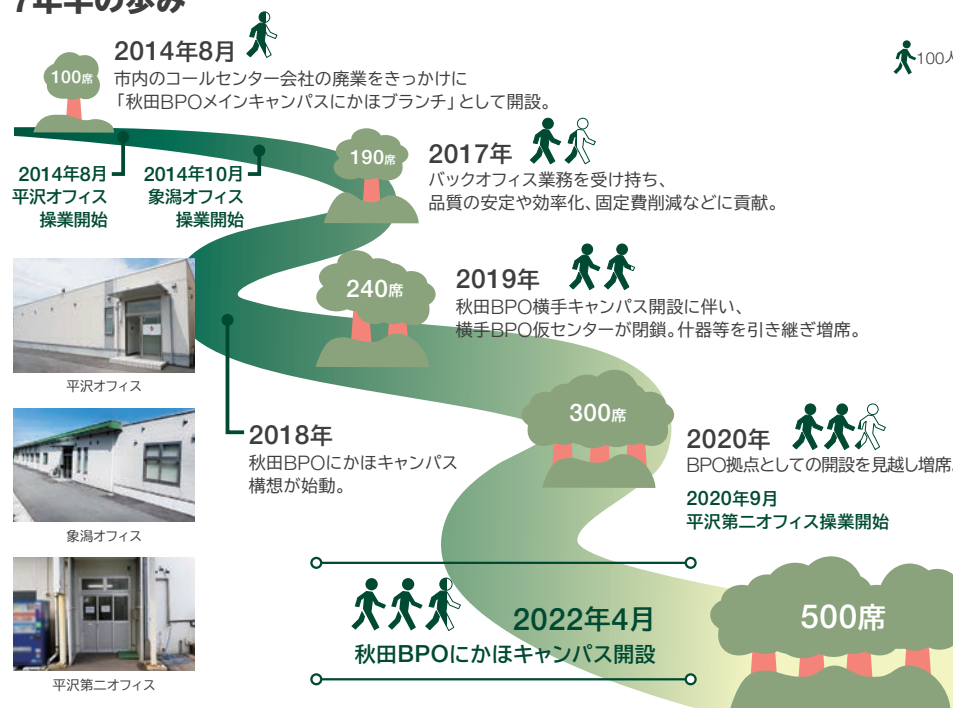 7年半の歩み
100人
2014年8月
100席
市内のコールセンター会社の廃業をきっかけに
「秋田BPOメインキャンパスにかほブランチ」として開設。
2014年8月
平沢オフィス
操業開始
2014年10月
象潟オフィス
操業開始
190席
2017年
バックオフィス業務を受け持ち、
品質の安定や効率化、固定費削減などに貢献。
240席
2019年
秋田BPO横手キャンパス開設に伴い、
横手BPO仮センターが閉鎖。什器等を引き継ぎ増席。
平沢オフィス
2018年
秋田BPOにかほキャンパス
構想が始動。
300席
2020年
BPO拠点としての開設を見越し増席。
2020年9月
平沢第二オフィス操業開始
象潟オフィス
2022年4月
秋田BPOにかほキャンパス開設
500席
平沢第二オフィス